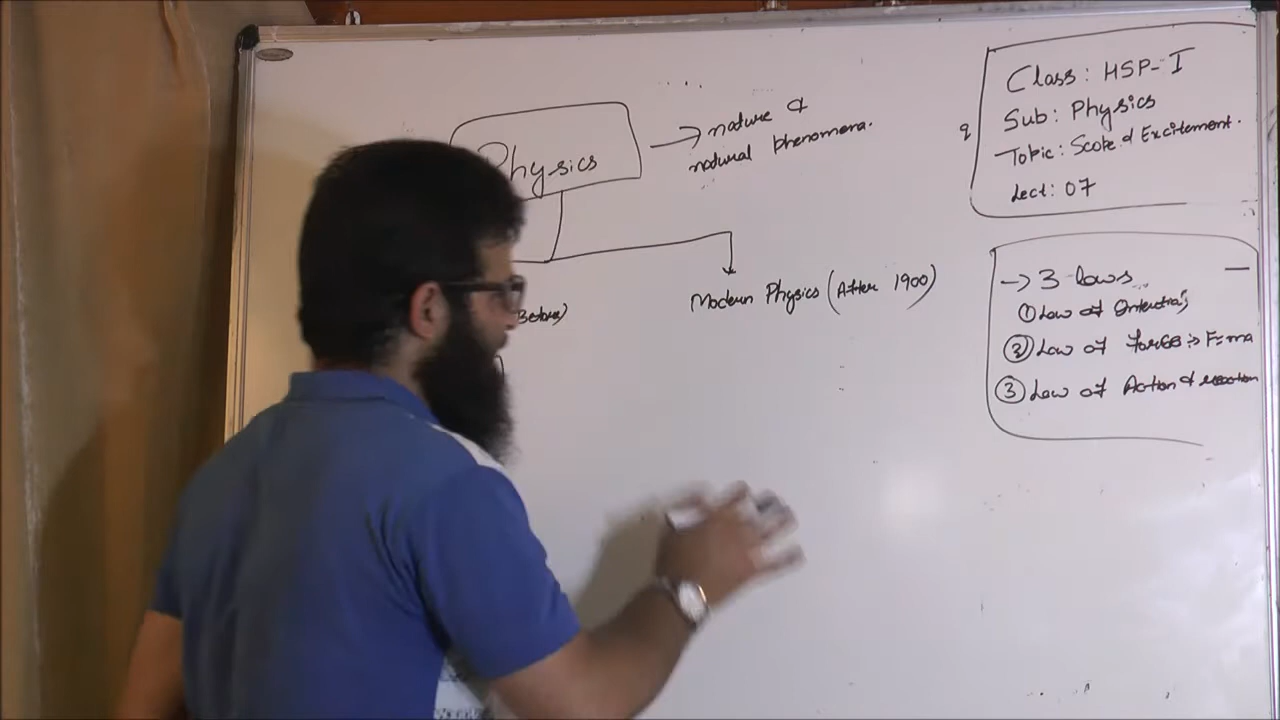 Physics
→ nature &
natural phenomena.
Before)
Modern Physics (After 1900)
Class: HSP-I
Sub: Physics
Topic: Scope & Excitement.
Lect: 07
→ 3 laws
① Law of
② Law of Force F=ma
③ Law of Action & reaction